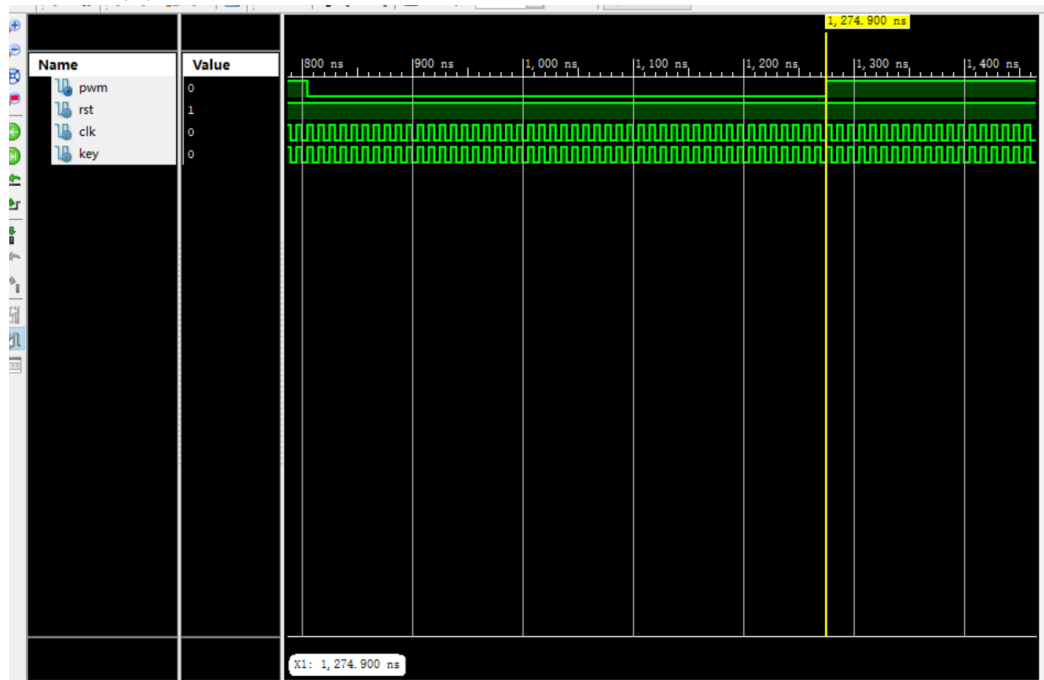 1, 274. 900 ns
Name Value
800 ns 900 ns 1, 000 ns 1, 100 ns 1, 200 ns 1, 300 ns 1, 400 ns
pwm 0
rst 1
clk 0
key 0
X1: 1, 274. 900 ns